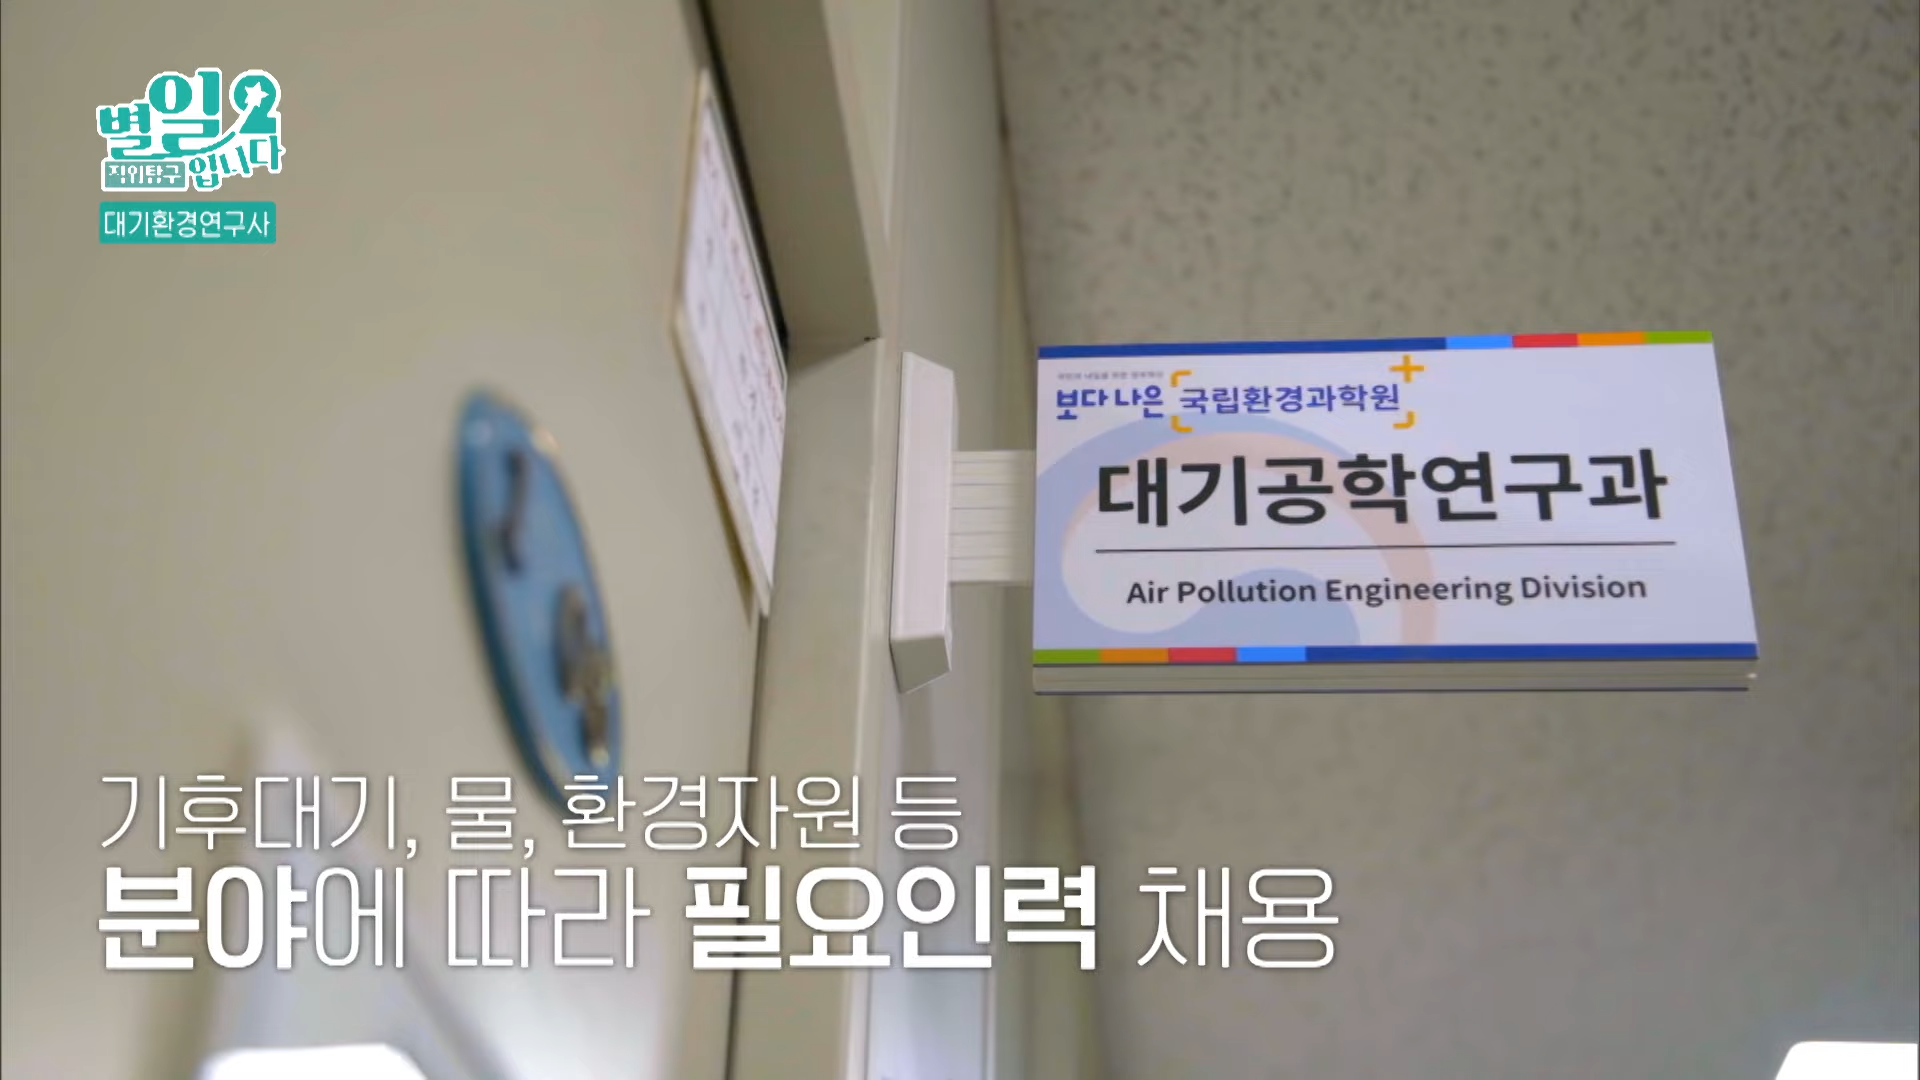 별일입니다
직위탐구
대기환경연구사
보다 나은 국립환경과학원
대기공학연구과
Air Pollution Engineering Division
기후대기, 물, 환경자원 등
분야에 따라 필요인력 채용